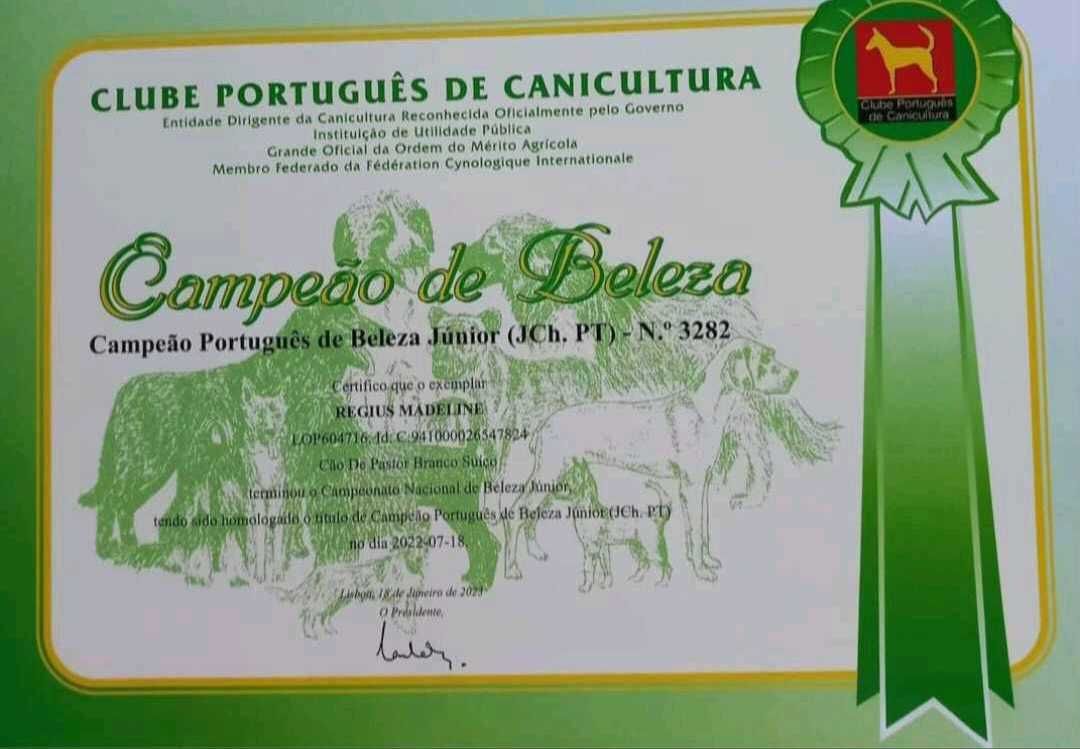 CLUBE PORTUGUÊS DE CANICULTURA
Entidade Dirigente da Canicultura Reconhecida Oficialmente pelo Governo
Instituição de Utilidade Pública
Grande Oficial da Ordem do Mérito Agrícola
Membro Federado da Fédération Cynologique Internationale
Clube Português
de Canicultura
Campeão de Beleza
Campeão Português de Beleza Júnior (JCh. PT) - N.º 3282
Certifico que o exemplar
REGIUS MADELINE
LOP604716, Id: C 941000026547824
Cão De Pastor Branco Suíço
terminou o Campeonato Nacional de Beleza Júnior,
tendo sido homologado o título de Campeão Português de Beleza Júnior (JCh. PT)
no dia 2022-07-18.
Lisboa, 18 de Janeiro de 2023
O Presidente,